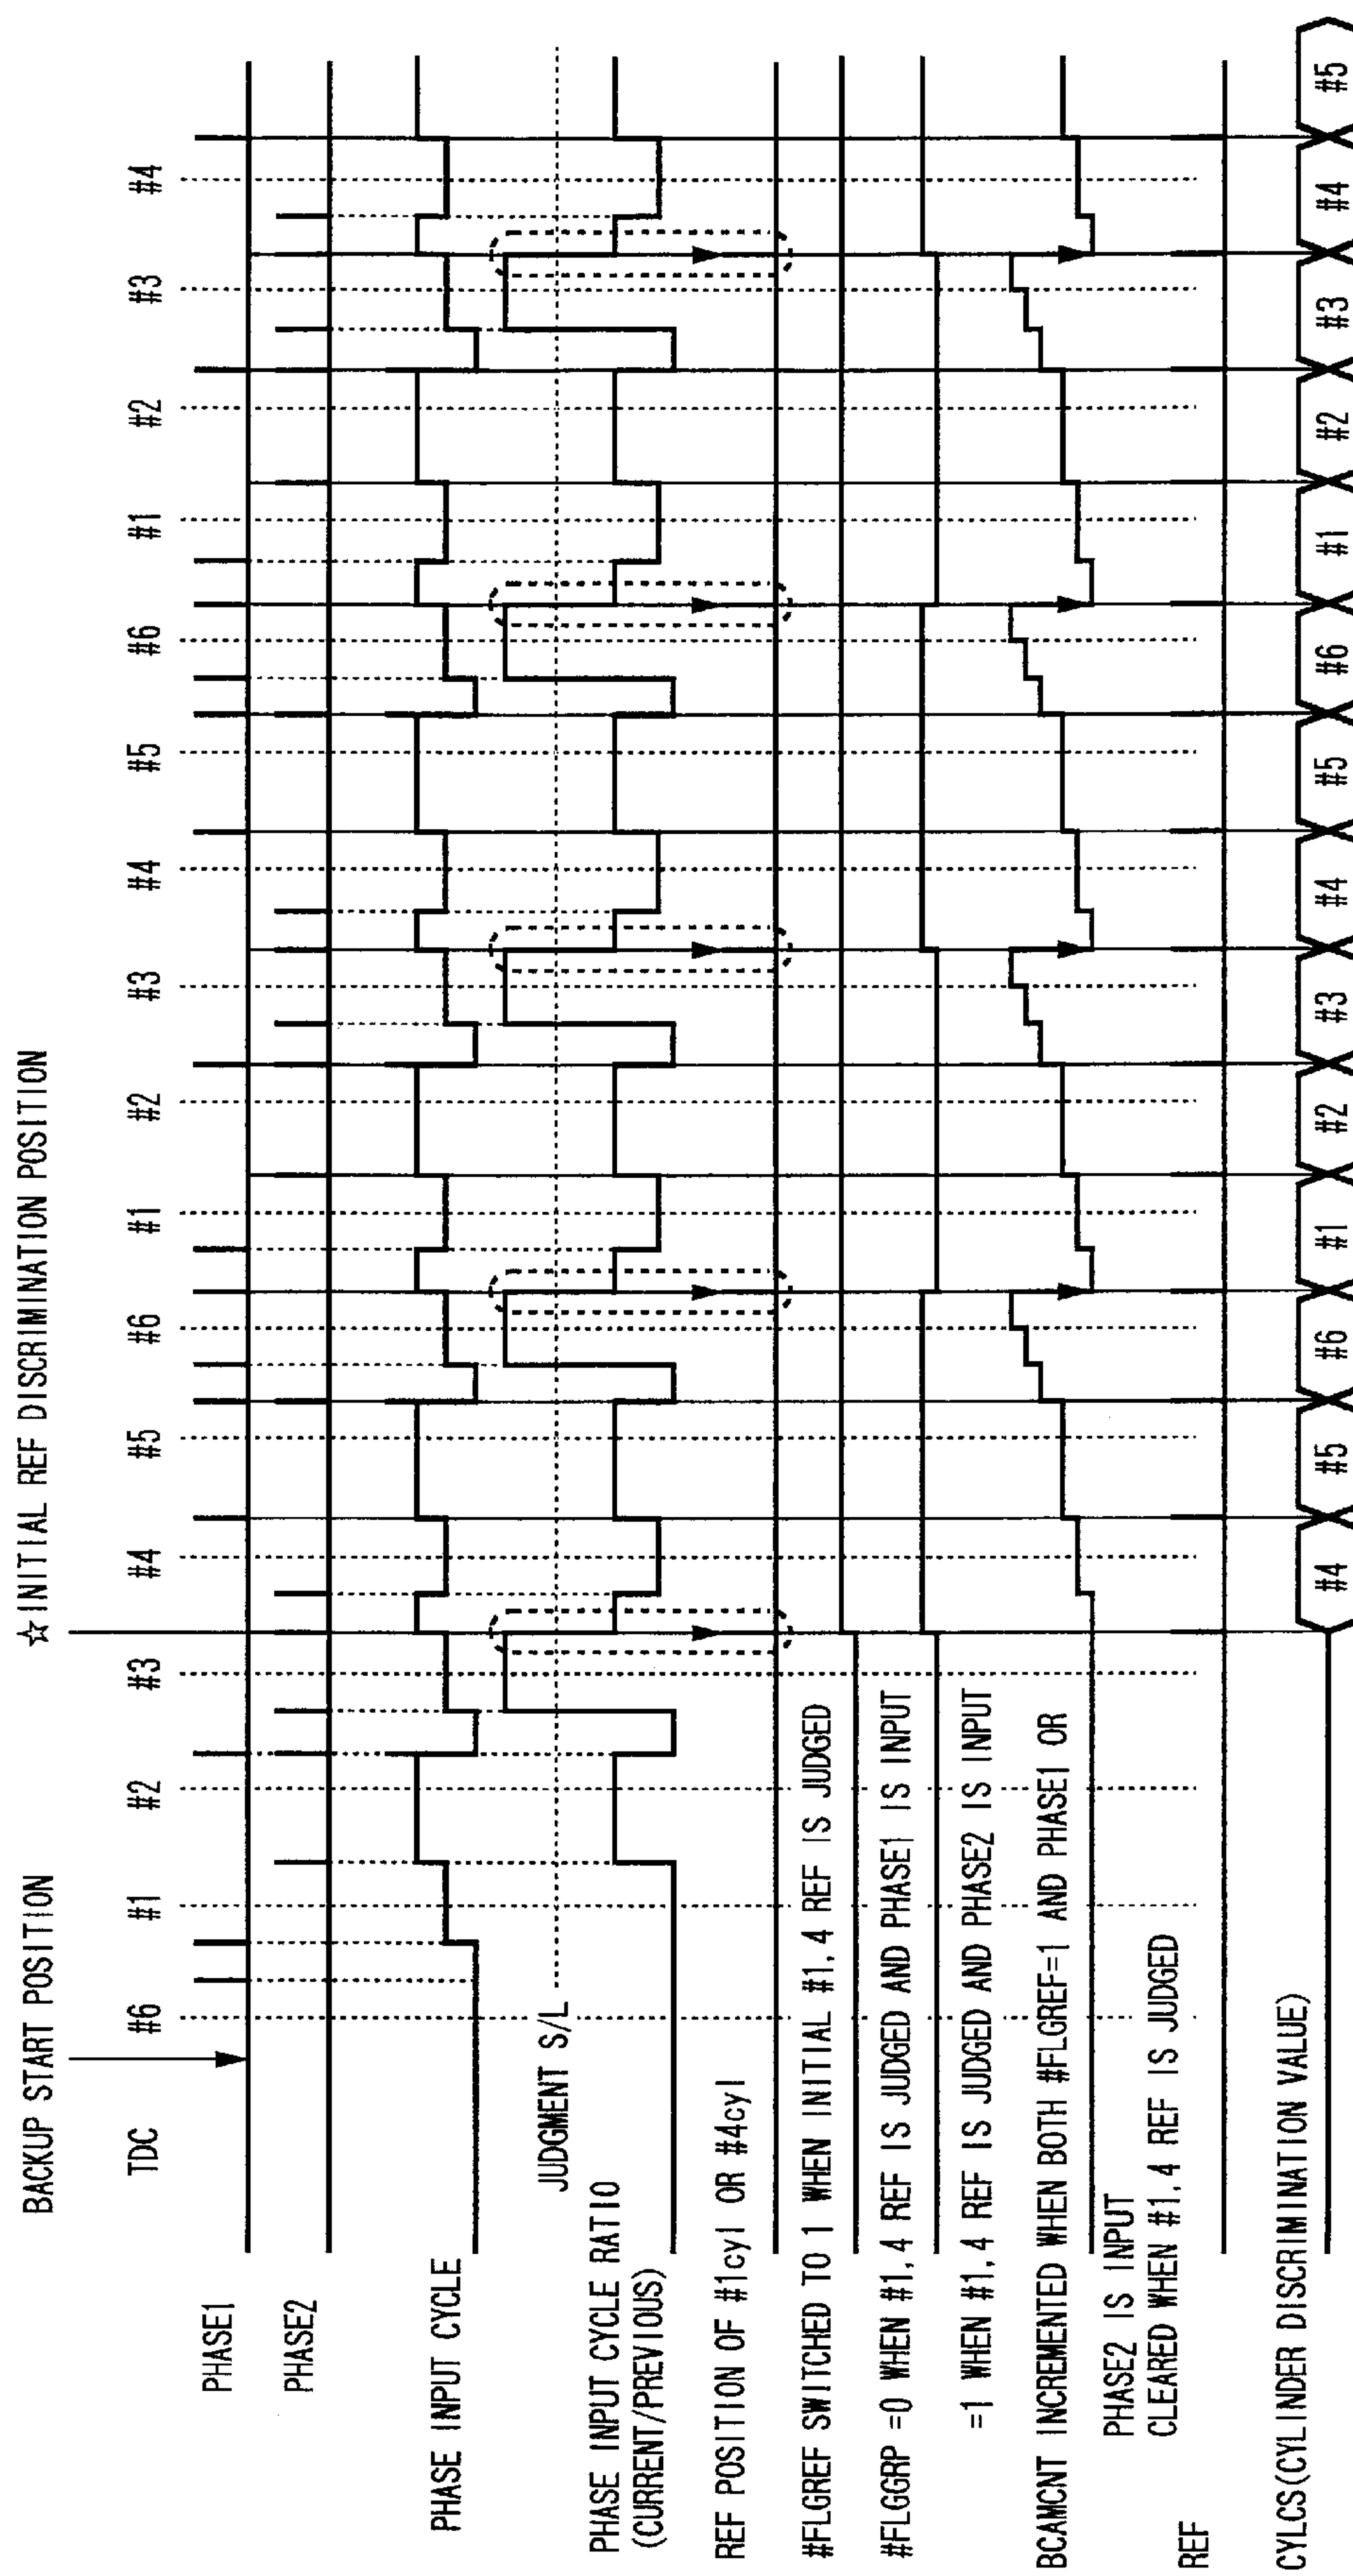 ☆INITIAL REF DISCRIMINATION POSITION
BACKUP START POSITION
TDC #6 #1 #2 #3 #4 #5 #6 #1 #2 #3 #4 #5 #6 #1 #2 #3 #4
PHASE1
PHASE2
PHASE INPUT CYCLE
JUDGMENT S/L
PHASE INPUT CYCLE RATIO
(CURRENT/PREVIOUS)
REF POSITION OF #1cyl OR #4cyl
#FLGREF SWITCHED TO 1 WHEN INITIAL #1,4 REF IS JUDGED
#FLGGRP =0 WHEN #1,4 REF IS JUDGED AND PHASE1 IS INPUT
=1 WHEN #1,4 REF IS JUDGED AND PHASE2 IS INPUT
BCAMCNT INCREMENTED WHEN BOTH #FLGREF=1 AND PHASE1 OR
PHASE2 IS INPUT
CLEARED WHEN #1,4 REF IS JUDGED
REF
CYLCS(CYLINDER DISCRIMINATION VALUE)
#4 #5 #6 #1 #2 #3 #4 #5 #6 #1 #2 #3 #4 #5